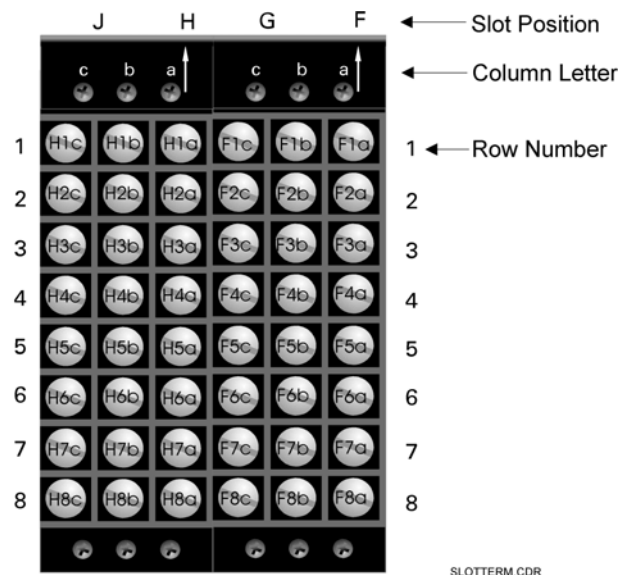 J H G F Slot Position
c b a c b a Column Letter
1 H1c H1b H1a F1c F1b F1a 1 Row Number
2 H2c H2b H2a F2c F2b F2a 2
3 H3c H3b H3a F3c F3b F3a 3
4 H4c H4b H4a F4c F4b F4a 4
5 H5c H5b H5a F5c F5b F5a 5
6 H6c H6b H6a F6c F6b F6a 6
7 H7c H7b H7a F7c F7b F7a 7
8 H8c H8b H8a F8c F8b F8a 8
SLOTTERM.CDR